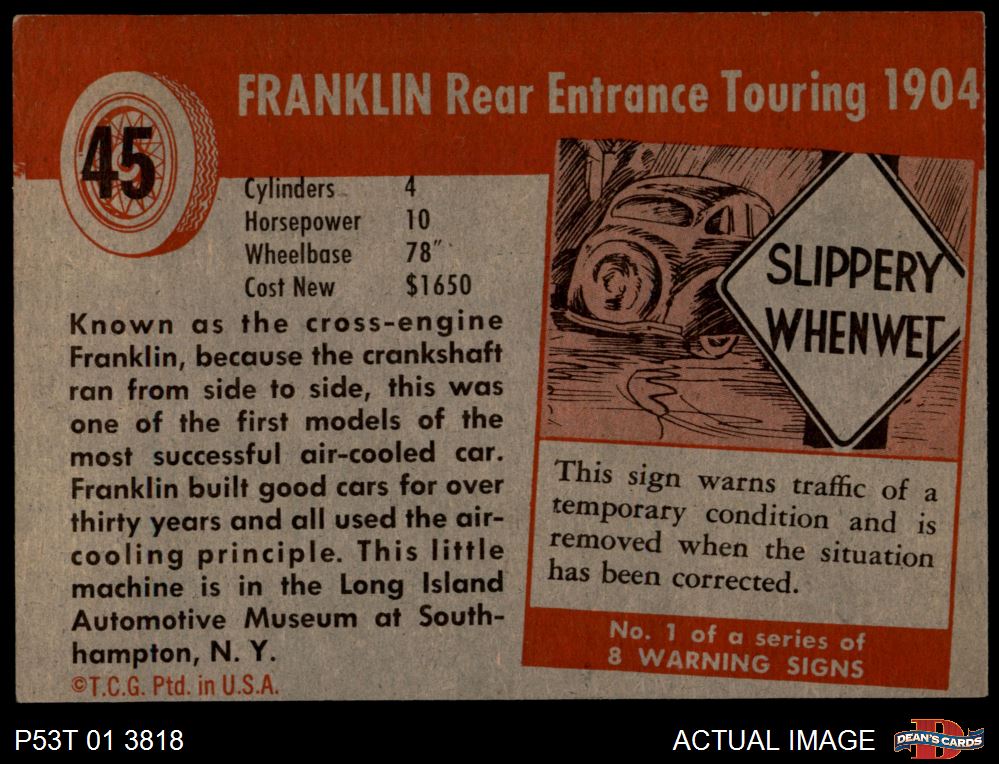 45
FRANKLIN Rear Entrance Touring 1904
Cylinders 4
Horsepower 10
Wheelbase 78"
Cost New $1650
Known as the cross-engine
Franklin, because the crankshaft
ran from side to side, this was
one of the first models of the
most successful air-cooled car.
Franklin built good cars for over
thirty years and all used the air-
cooling principle. This little
machine is in the Long Island
Automotive Museum at South-
hampton, N. Y.
©T.C.G. Ptd. in U.S.A.
SLIPPERY
WHEN WET
This sign warns traffic of a
temporary condition and is
removed when the situation
has been corrected.
No. 1 of a series of
8 WARNING SIGNS
P53T 01 3818
ACTUAL IMAGE
D
DEAN'S CARDS